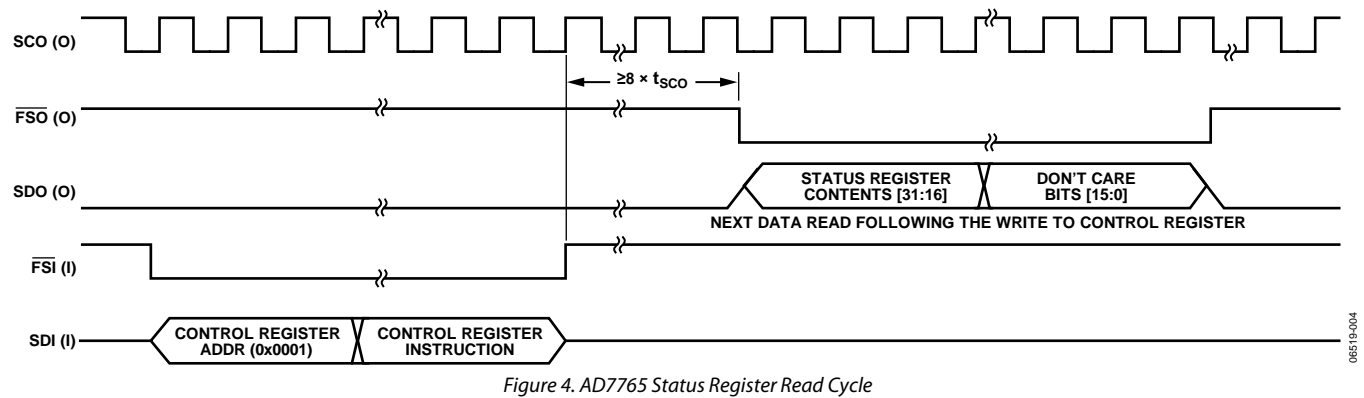 SCO (O)
≥8 × tSCO
FSO (O)
SDO (O)
STATUS REGISTER
CONTENTS [31:16]
DON'T CARE
BITS [15:0]
NEXT DATA READ FOLLOWING THE WRITE TO CONTROL REGISTER
FSI (I)
SDI (I)
CONTROL REGISTER
ADDR (0x0001)
CONTROL REGISTER
INSTRUCTION
06519-004
Figure 4. AD7765 Status Register Read Cycle